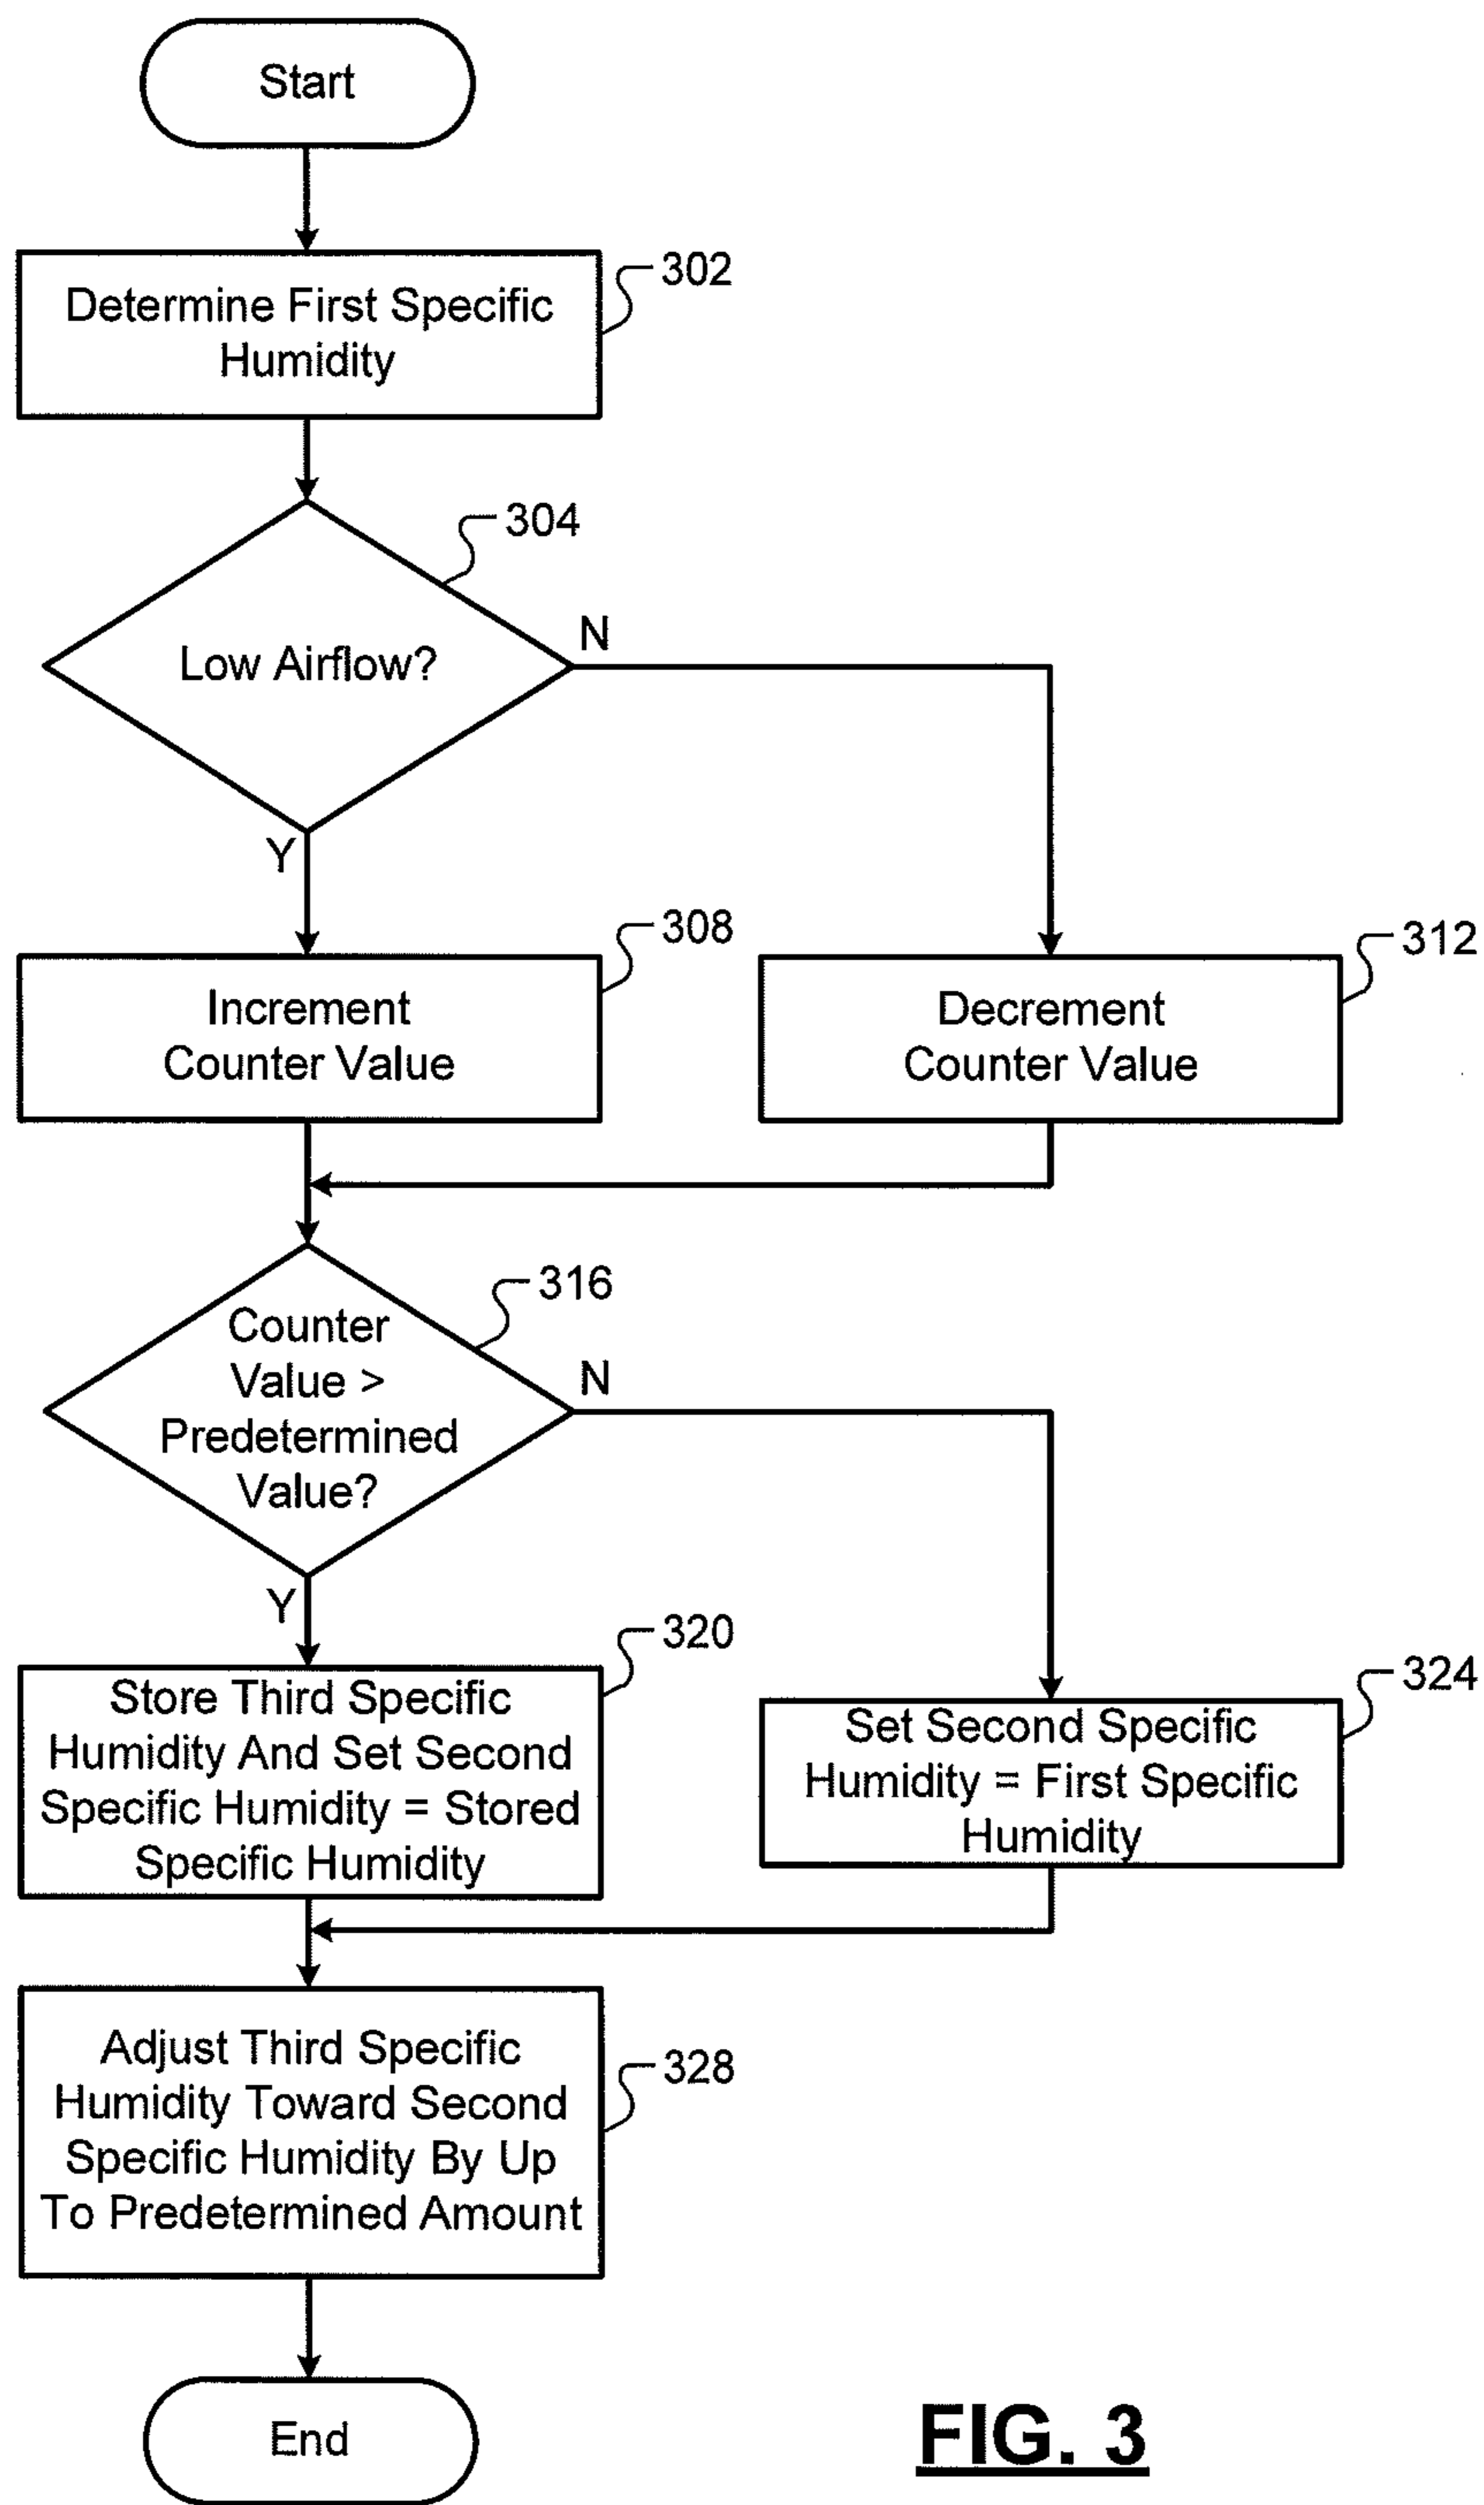 Start
302
Determine First Specific
Humidity
304
Low Airflow?
N
Y
308
Increment
Counter Value
312
Decrement
Counter Value
316
Counter
Value >
Predetermined
Value?
N
Y
320
Store Third Specific
Humidity And Set Second
Specific Humidity = Stored
Specific Humidity
324
Set Second Specific
Humidity = First Specific
Humidity
328
Adjust Third Specific
Humidity Toward Second
Specific Humidity By Up
To Predetermined Amount
End
FIG. 3